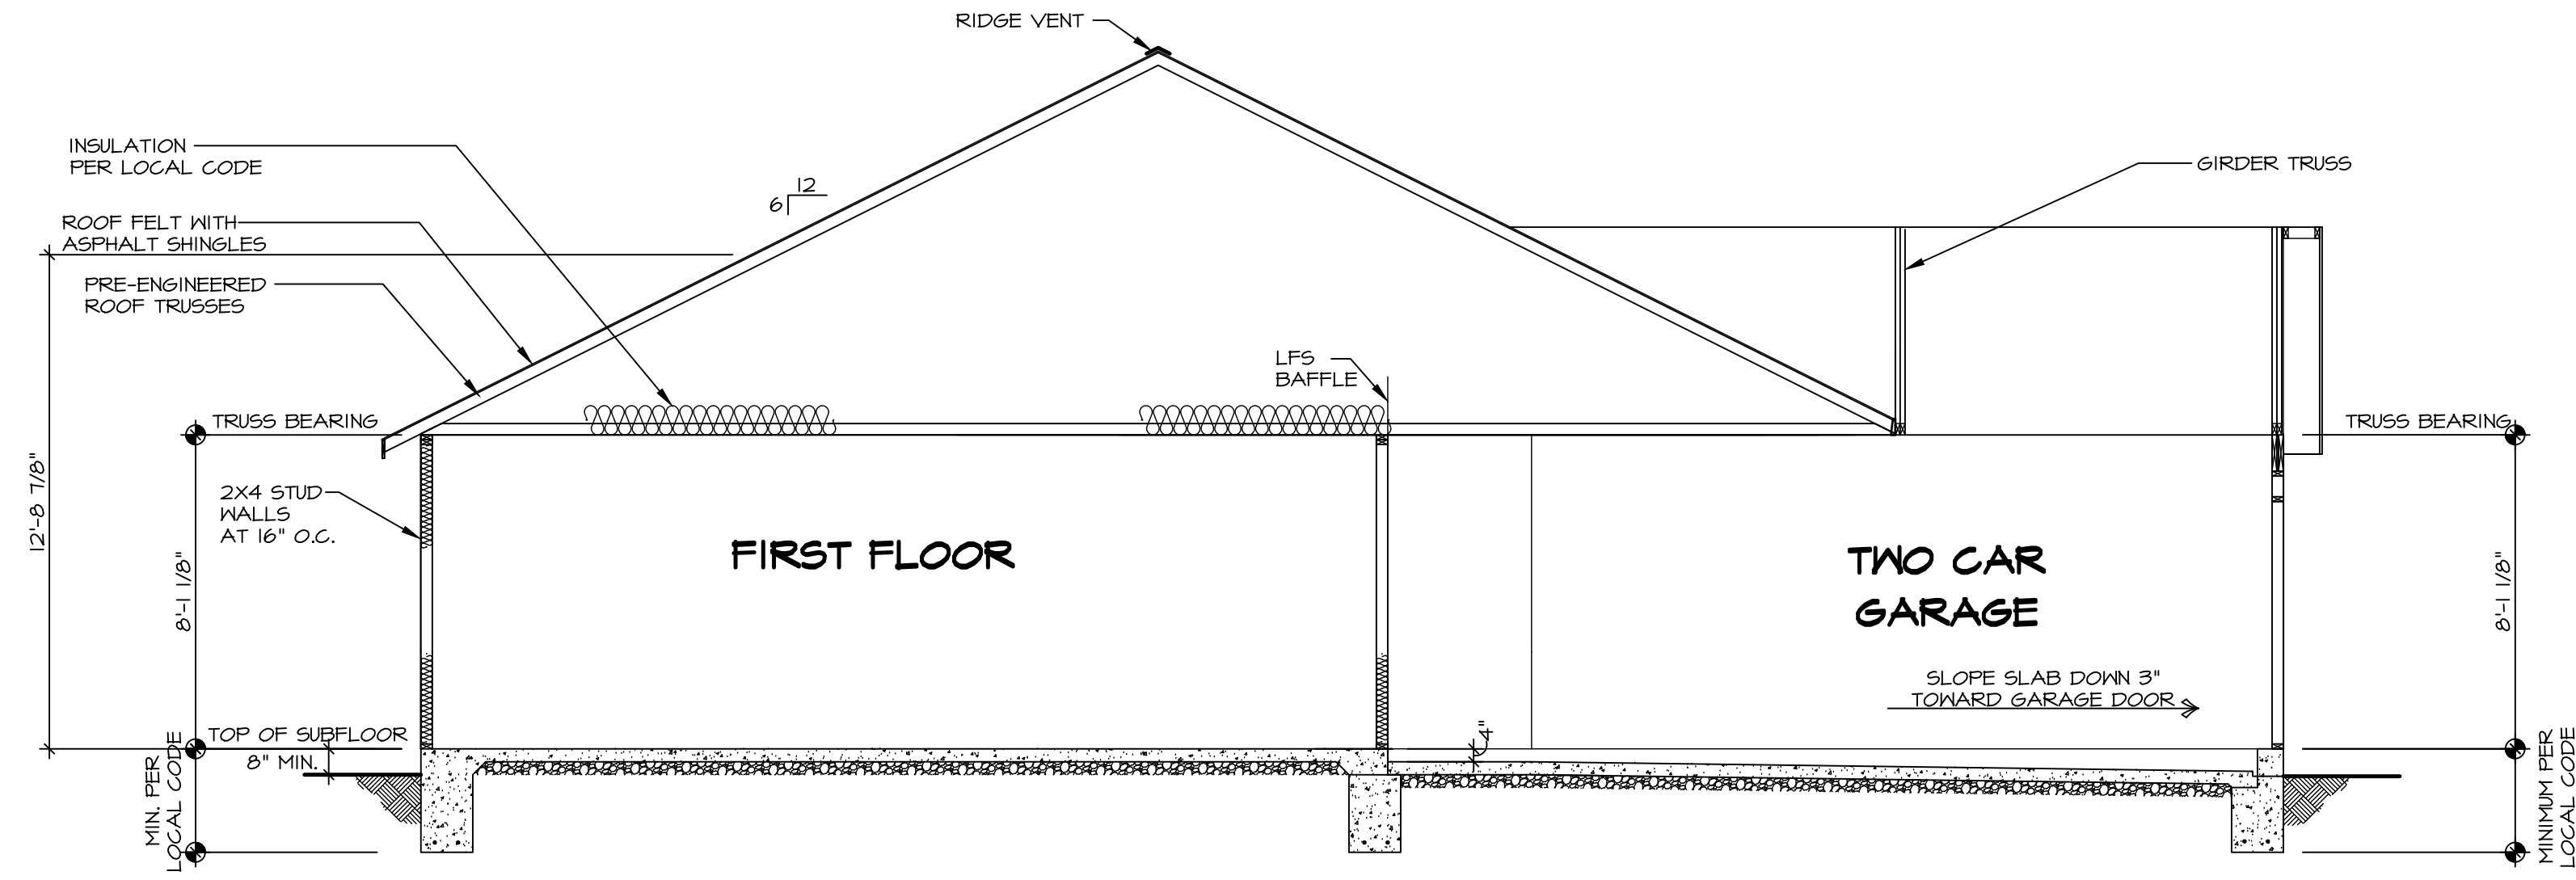 RIDGE VENT
INSULATION
PER LOCAL CODE
12
6
GIRDER TRUSS
ROOF FELT WITH
ASPHALT SHINGLES
PRE-ENGINEERED
ROOF TRUSSES
LFS
BAFFLE
TRUSS BEARING
TRUSS BEARING
12'-8 7/8"
2X4 STUD
WALLS
AT 16" O.C.
8'-1 1/8"
FIRST FLOOR
TWO CAR
GARAGE
8'-1 1/8"
SLOPE SLAB DOWN 3"
TOWARD GARAGE DOOR
TOP OF SUBFLOOR
8" MIN.
4"
MIN. PER
LOCAL CODE
MINIMUM PER
LOCAL CODE